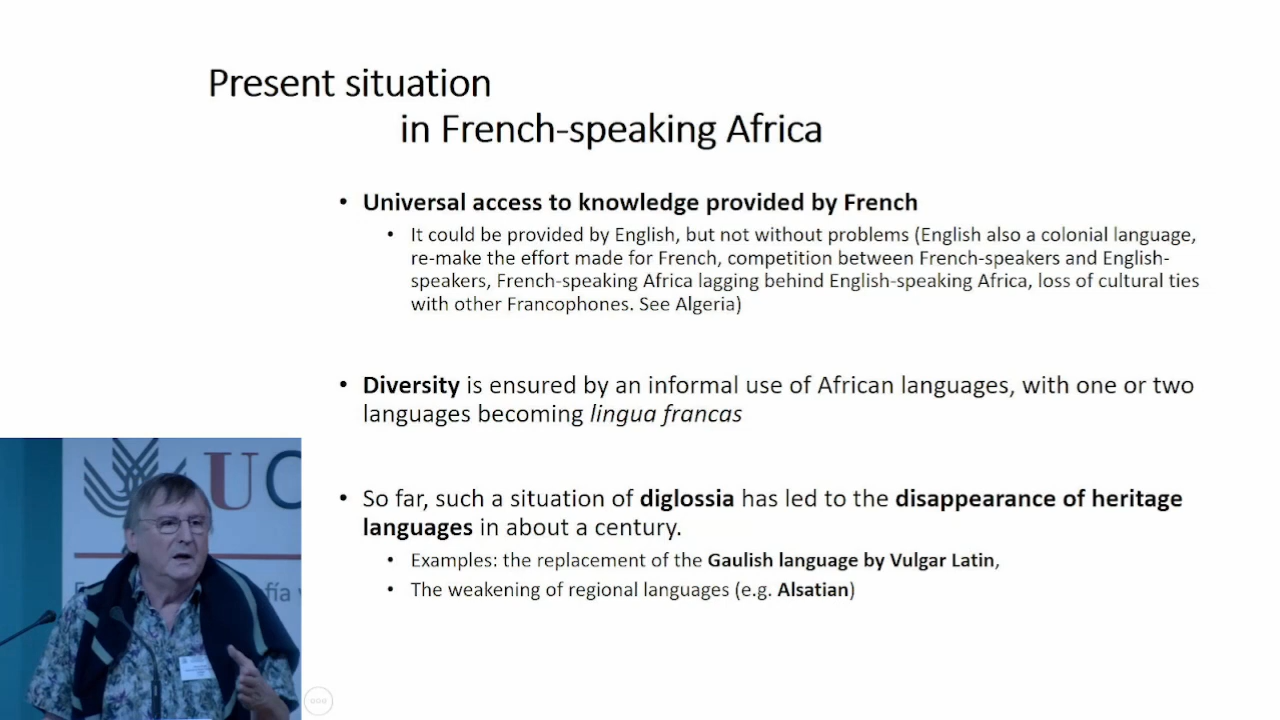 Present situation
in French-speaking Africa
• Universal access to knowledge provided by French
• It could be provided by English, but not without problems (English also a colonial language,
re-make the effort made for French, competition between French-speakers and English-
speakers, French-speaking Africa lagging behind English-speaking Africa, loss of cultural ties
with other Francophones. See Algeria)
• Diversity is ensured by an informal use of African languages, with one or two
languages becoming lingua francas
• So far, such a situation of diglossia has led to the disappearance of heritage
languages in about a century.
• Examples: the replacement of the Gaulish language by Vulgar Latin,
• The weakening of regional languages (e.g. Alsatian)